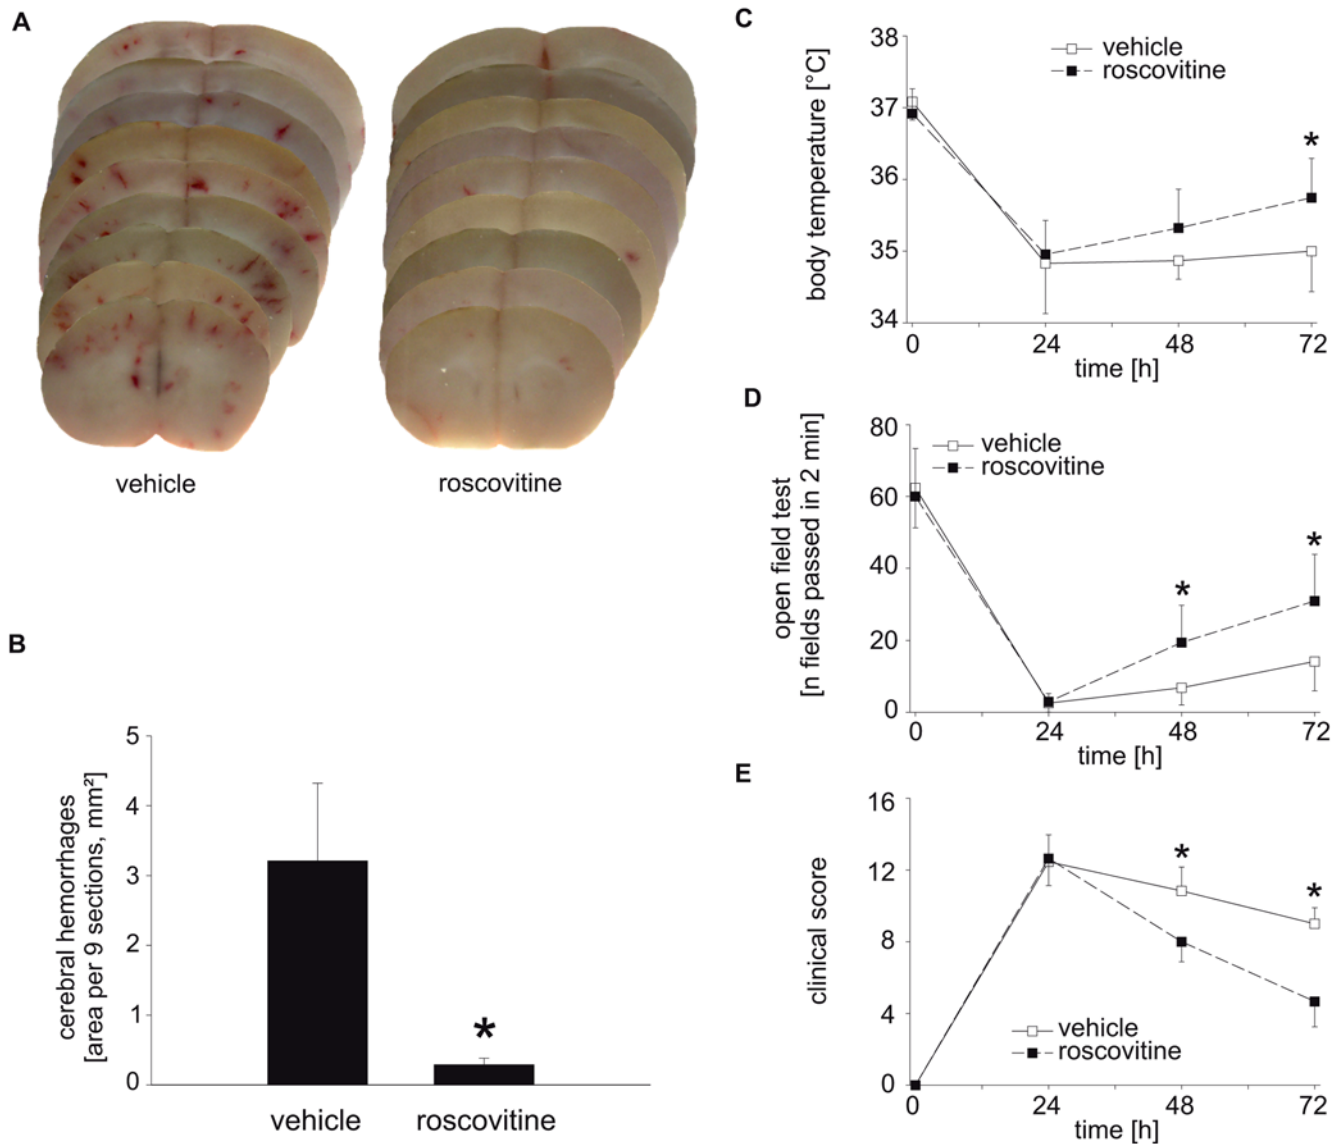 A
vehicle
roscovitine
B
cerebral hemorrhages
[area per 9 sections, mm²]
5
4
3
2
1
0
*
vehicle
roscovitine
C
body temperature [°C]
38
37
36
35
34
vehicle
roscovitine
*
0 24 48 72
time [h]
D
open field test
[n fields passed in 2 min]
80
60
40
20
0
vehicle
roscovitine
* *
0 24 48 72
time [h]
E
clinical score
16
12
8
4
0
* *
vehicle
roscovitine
0 24 48 72
time [h]